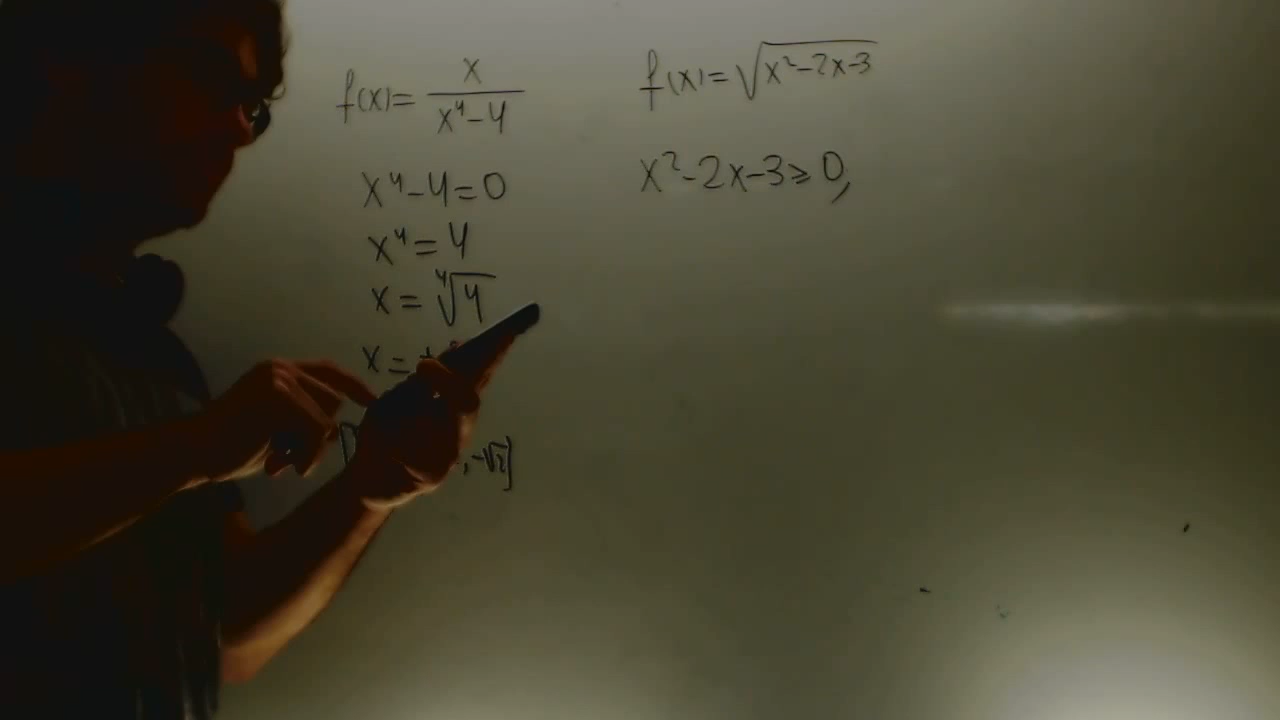 f(x)= x / x⁴-4
x⁴-4=0
x⁴=4
x=⁴√4
x=±
,-√2]
f(x)=√x²-2x-3
x²-2x-3≥0,